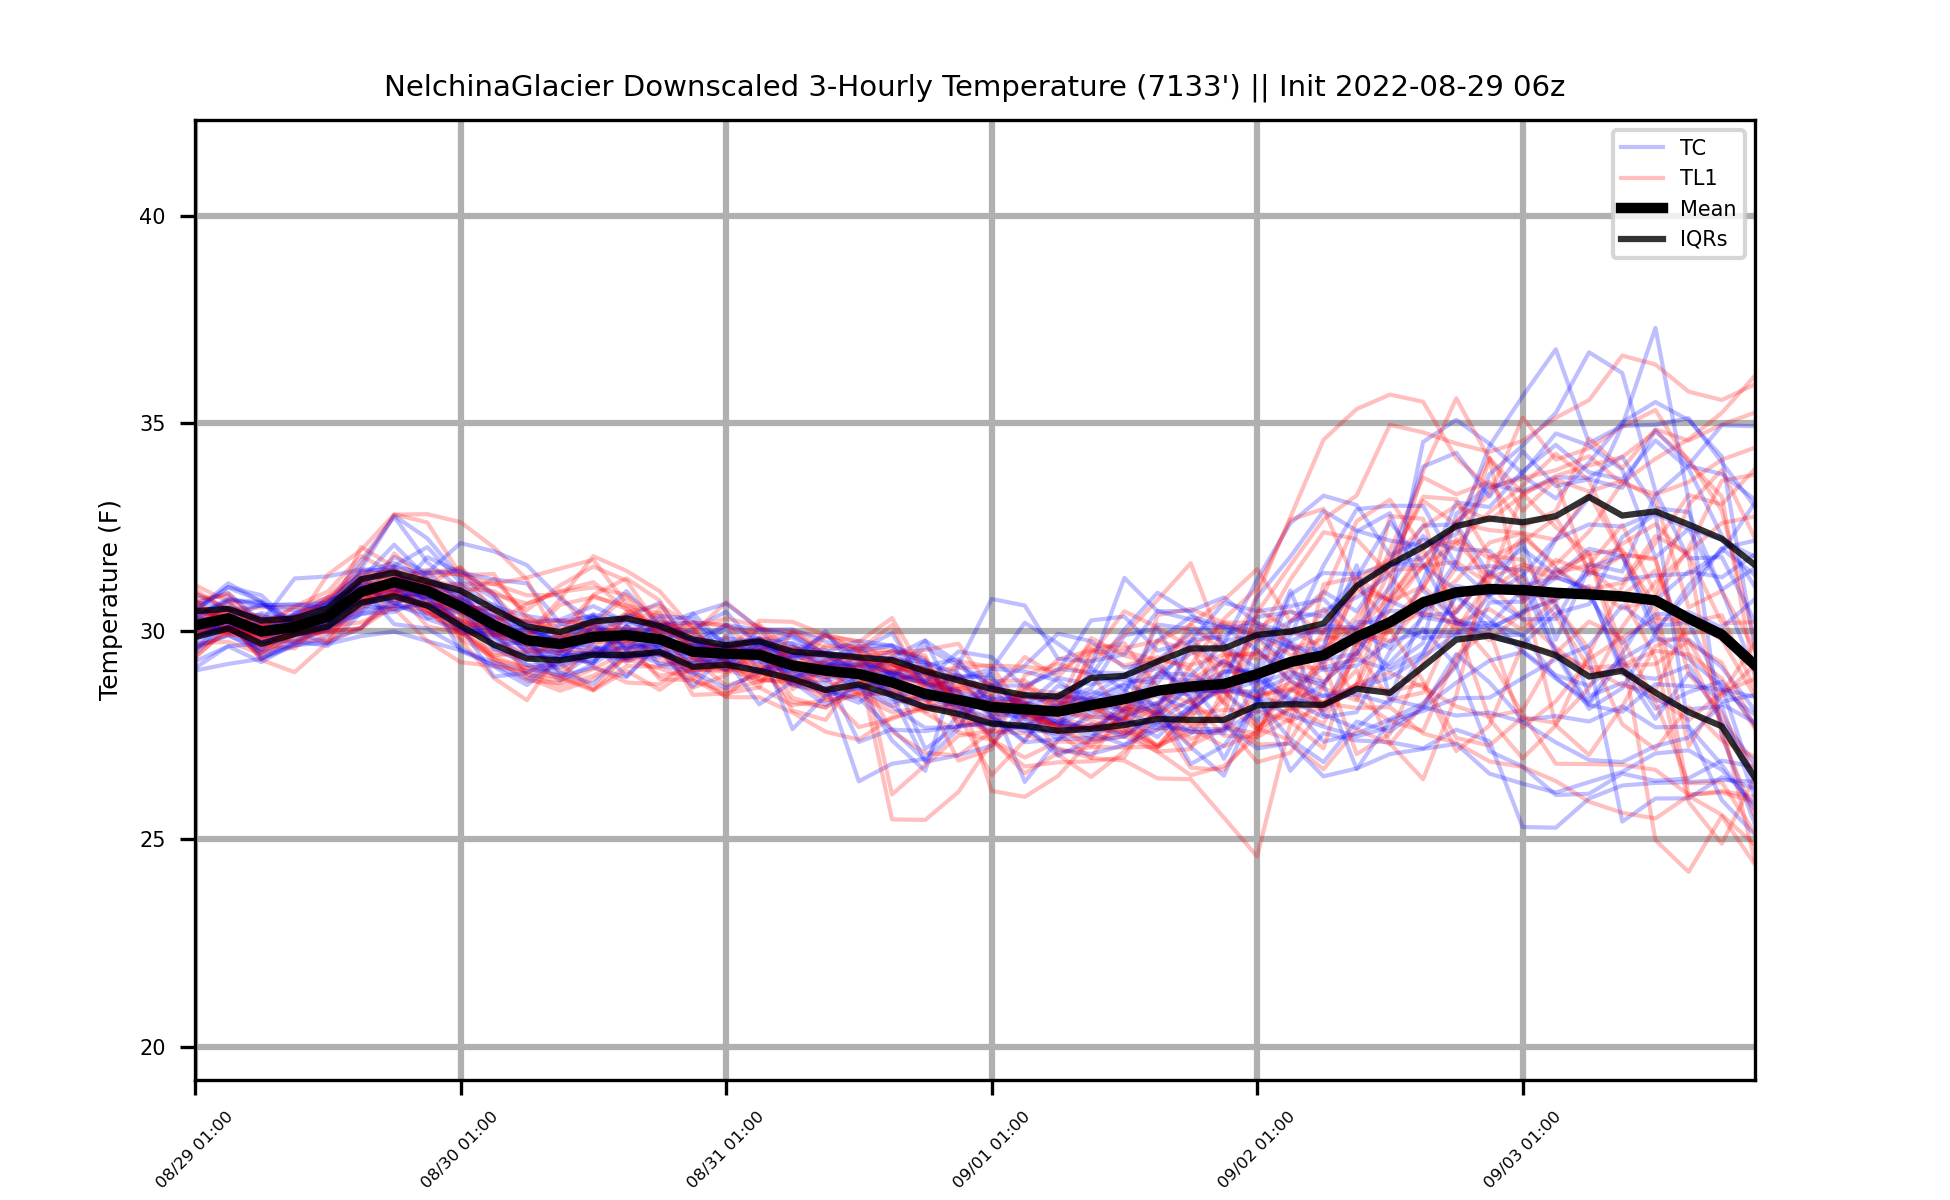 NelchinaGlacier Downscaled 3-Hourly Temperature (7133') || Init 2022-08-29 06z
TC
TL1
Mean
IQRs
Temperature (F)
40
35
30
25
20
08/29 01:00
08/30 01:00
08/31 01:00
09/01 01:00
09/02 01:00
09/03 01:00